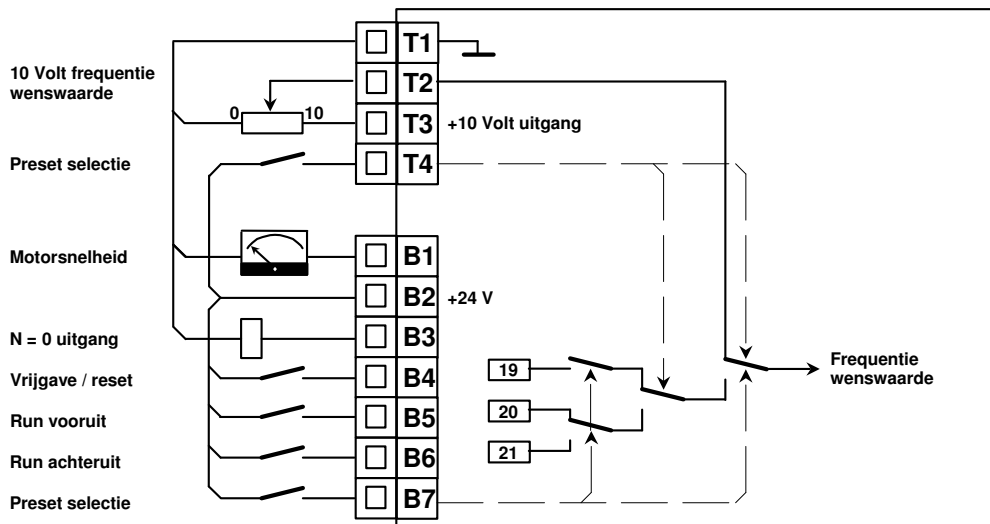 T1
10 Volt frequentie
wenswaarde
T2
0 10
T3 +10 Volt uitgang
Preset selectie
T4
Motorsnelheid
B1
B2 +24 V
N = 0 uitgang
B3
Vrijgave / reset
B4
Run vooruit
B5
Run achteruit
B6
Preset selectie
B7
19
20
21
Frequentie
wenswaarde